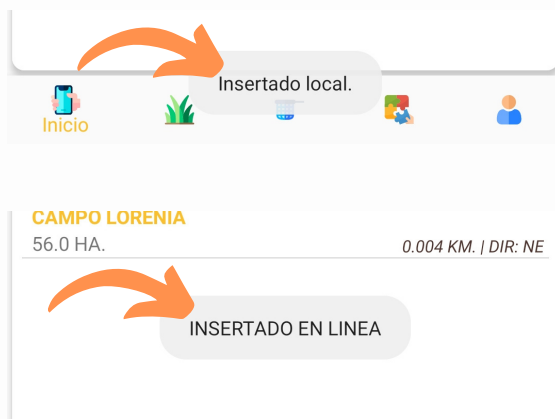 Insertado local.
Inicio
CAMPO LORENIA
56.0 HA.
0.004 KM. | DIR: NE
INSERTADO EN LINEA